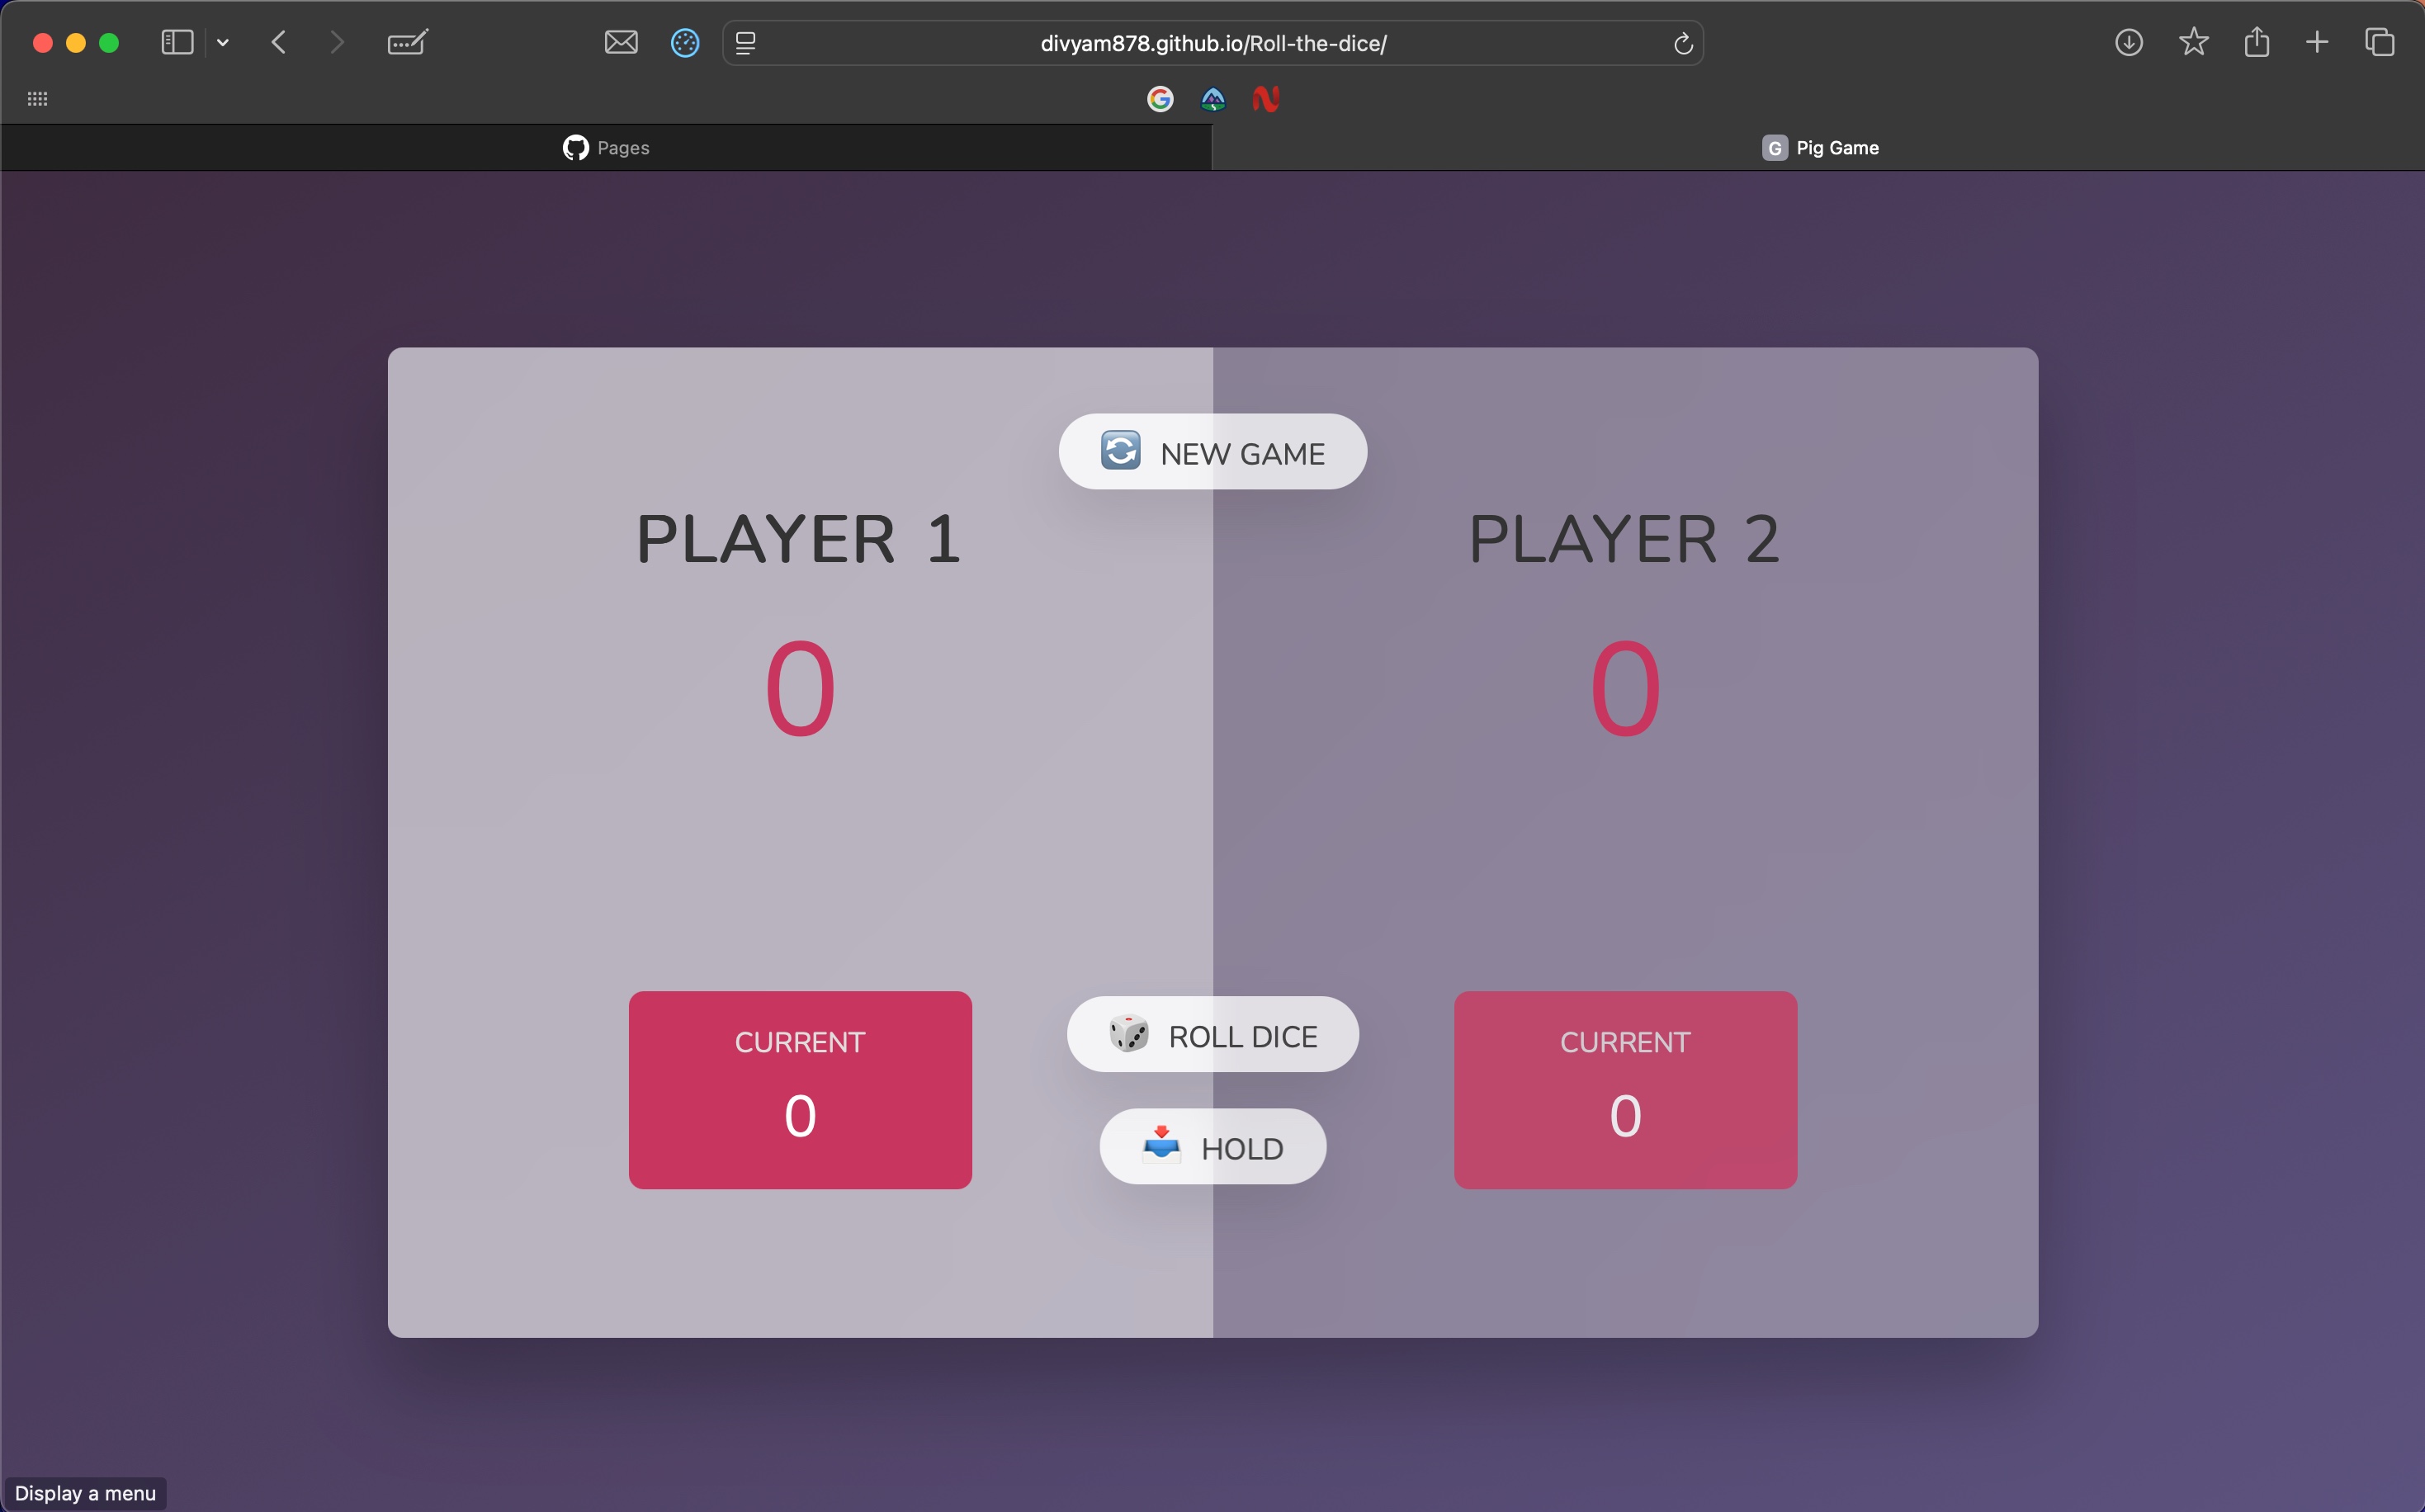 divyam878.github.io/Roll-the-dice/
Pages
G Pig Game
NEW GAME
PLAYER 1
PLAYER 2
0
0
CURRENT
0
ROLL DICE
HOLD
CURRENT
0
Display a menu